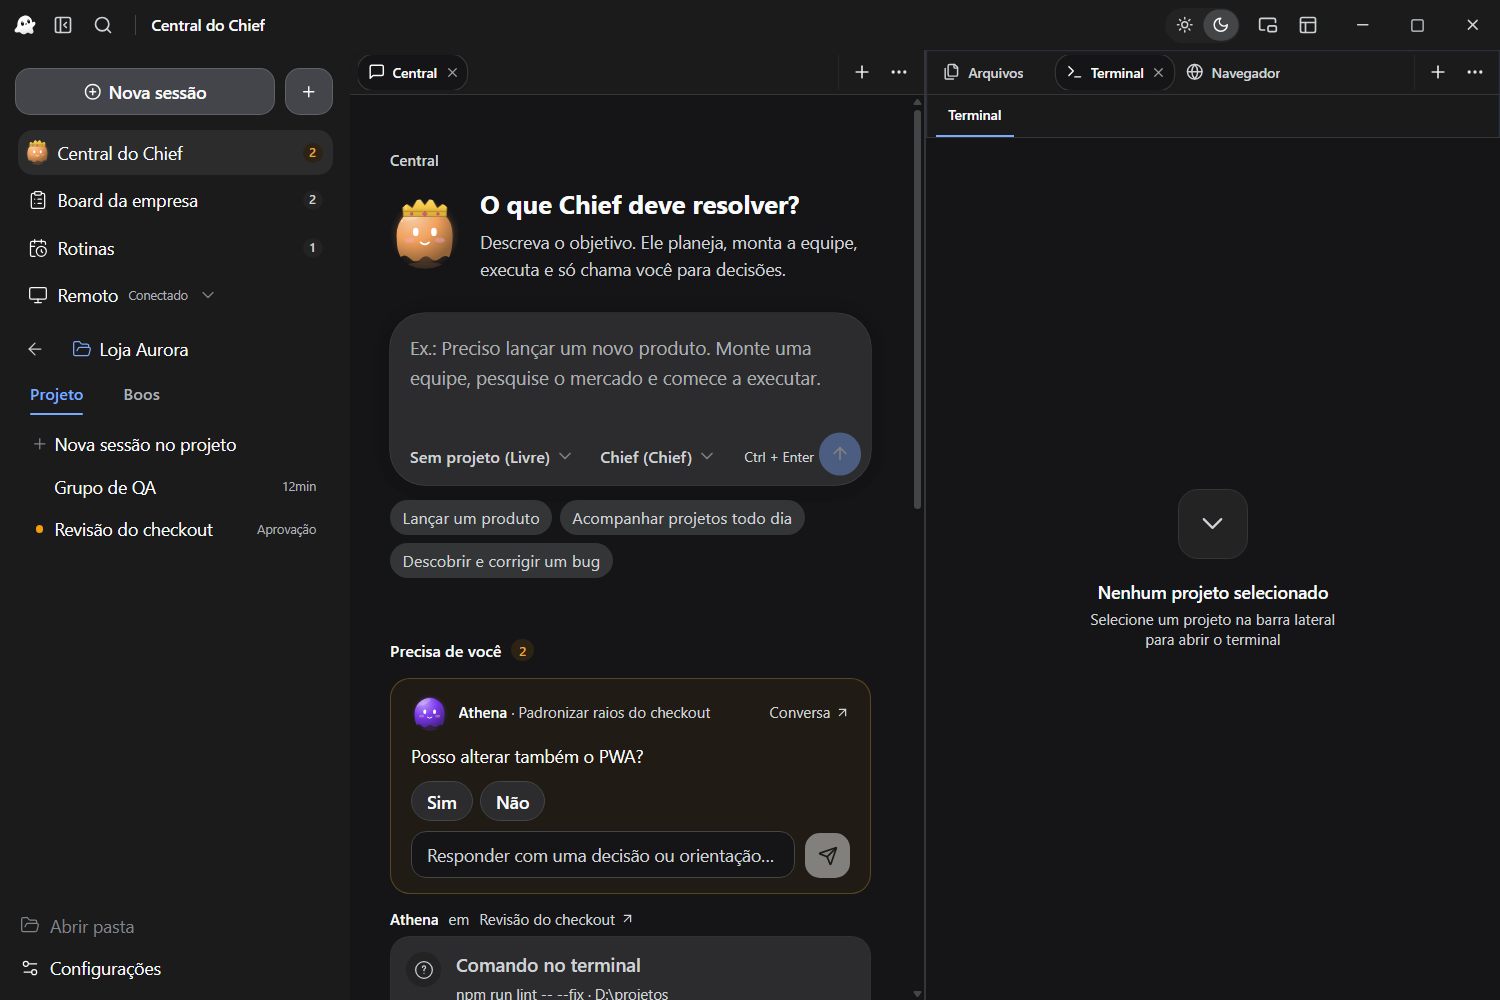 Central do Chief
Nova sessão
Central do Chief 2
Board da empresa 2
Rotinas 1
Remoto Conectado
Loja Aurora
Projeto Boos
Nova sessão no projeto
Grupo de QA 12min
Revisão do checkout Aprovação
Abrir pasta
Configurações
Central
Central
O que Chief deve resolver?
Descreva o objetivo. Ele planeja, monta a equipe,
executa e só chama você para decisões.
Ex.: Preciso lançar um novo produto. Monte uma
equipe, pesquise o mercado e comece a executar.
Sem projeto (Livre) Chief (Chief) Ctrl + Enter
Lançar um produto Acompanhar projetos todo dia
Descobrir e corrigir um bug
Precisa de você 2
Athena · Padronizar raios do checkout Conversa
Posso alterar também o PWA?
Sim Não
Responder com uma decisão ou orientação...
Athena em Revisão do checkout
Comando no terminal
npm run lint -- --fix · D:\projetos
Arquivos Terminal Navegador
Terminal
Nenhum projeto selecionado
Selecione um projeto na barra lateral
para abrir o terminal